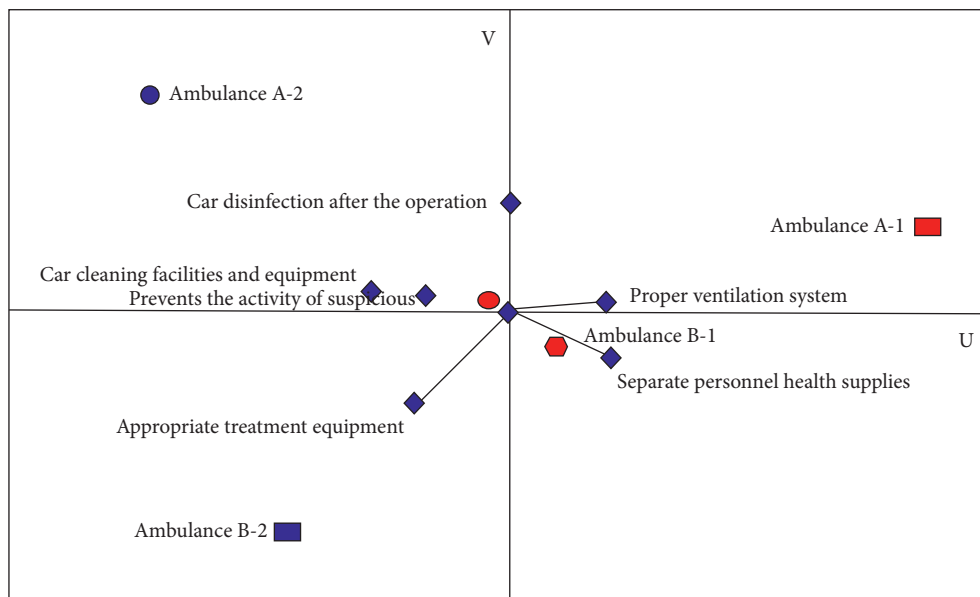 V
Ambulance A-2
Car disinfection after the operation
Ambulance A-1
Car cleaning facilities and equipment
Prevents the activity of suspicious
Proper ventilation system
Ambulance B-1
U
Separate personnel health supplies
Appropriate treatment equipment
Ambulance B-2